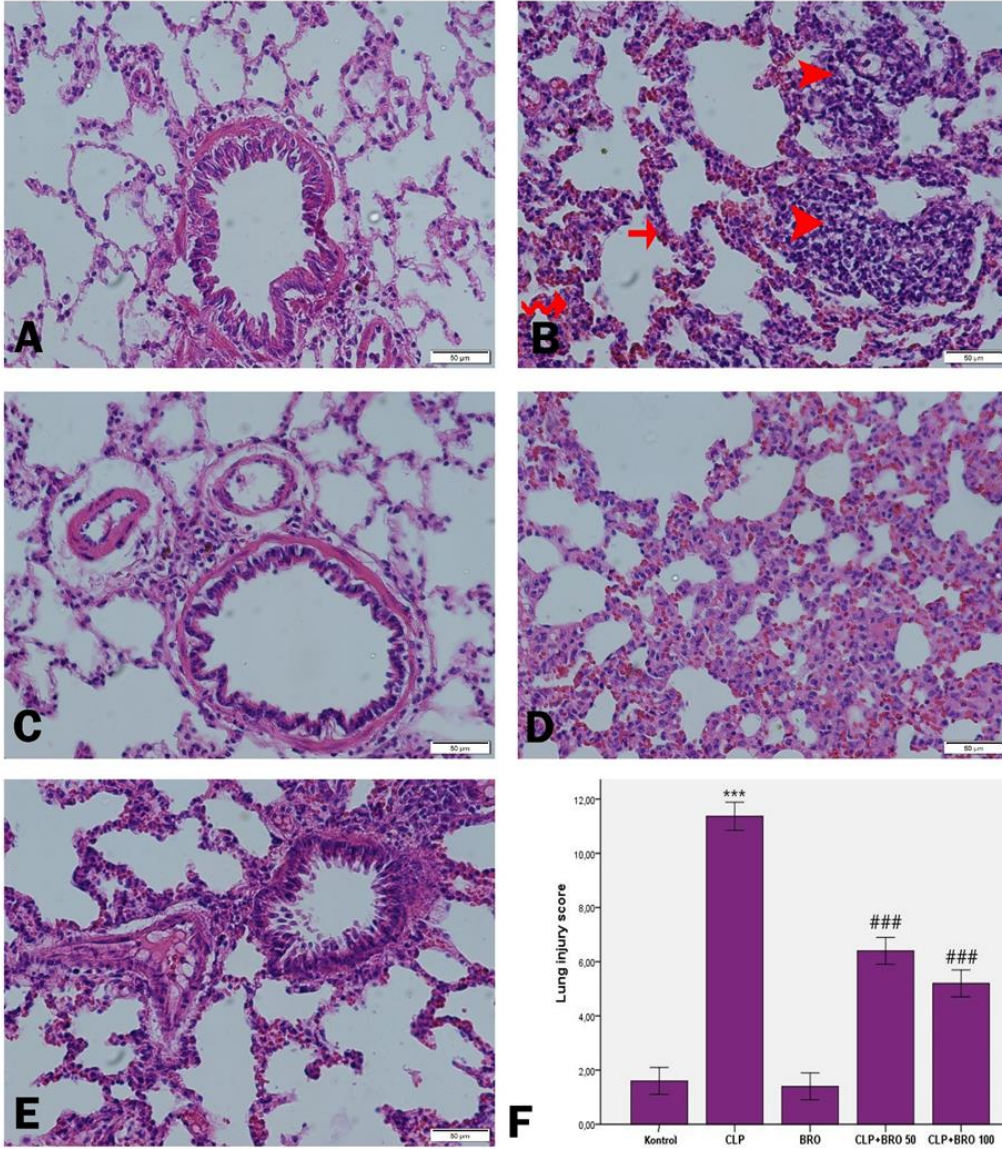 A
50 µm
B
50 µm
C
50 µm
D
50 µm
E
50 µm
F
Lung injury score
12,00
10,00
8,00
6,00
4,00
2,00
0,00
***
###
###
Kontrol CLP BRO CLP+BRO 50 CLP+BRO 100